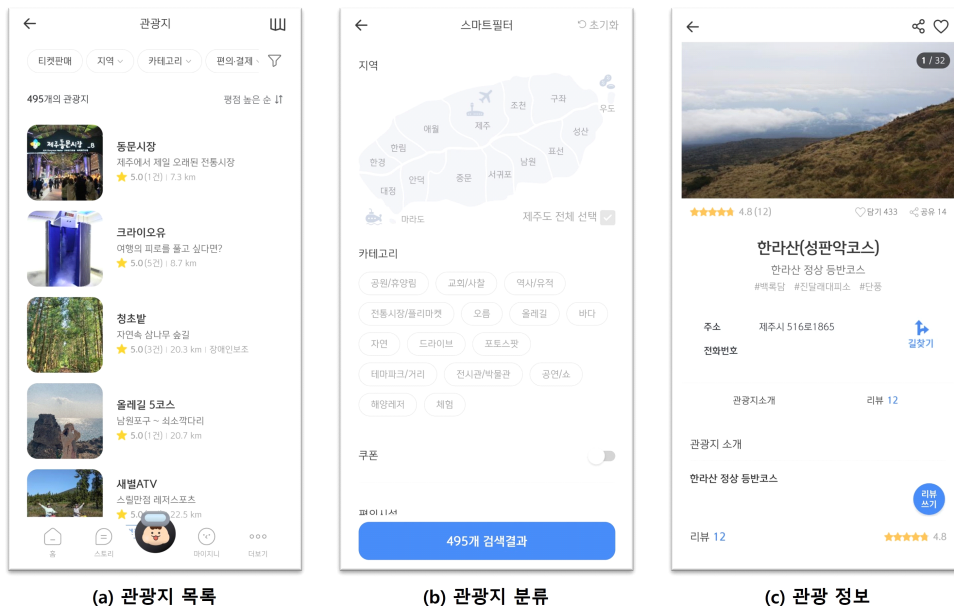 관광지
티켓판매 지역 카테고리 편의·결제
495개의 관광지 평점 높은 순
제주동문시장
동문시장
제주에서 제일 오래된 전통시장
5.0(1건) | 7.3 km
크라이오유
여행의 피로를 풀고 싶다면?
5.0(5건) | 8.7 km
청초밭
자연속 삼나무 숲길
5.0(3건) | 20.3 km | 장애인보조
올레길 5코스
남원포구 ~ 쇠소깍다리
5.0(1건) | 20.7 km
새별ATV
스릴만점 레저스포츠
5.0 22.5 km
홈 스토리 마이지니 더보기
(a) 관광지 목록
스마트필터 초기화
지역
구좌
조천
우도
제주
애월
성산
한림
표선
한경
남원
안덕
중문
서귀포
대정
마라도
제주도 전체 선택
카테고리
공원/휴양림 교회/사찰 역사/유적
전통시장/플리마켓 오름 올레길 바다
자연 드라이브 포토스팟
테마파크/거리 전시관/박물관 공연/쇼
해양레저 체험
쿠폰
편의시설
495개 검색결과
(b) 관광지 분류
1 / 32
4.8 (12) 담기 433 공유 14
한라산(성판악코스)
한라산 정상 등반코스
#백록담 #진달래대피소 #단풍
주소 제주시 516로1865
길찾기
전화번호
관광지소개 리뷰 12
관광지 소개
한라산 정상 등반코스
리뷰
쓰기
리뷰 12 4.8
(c) 관광 정보